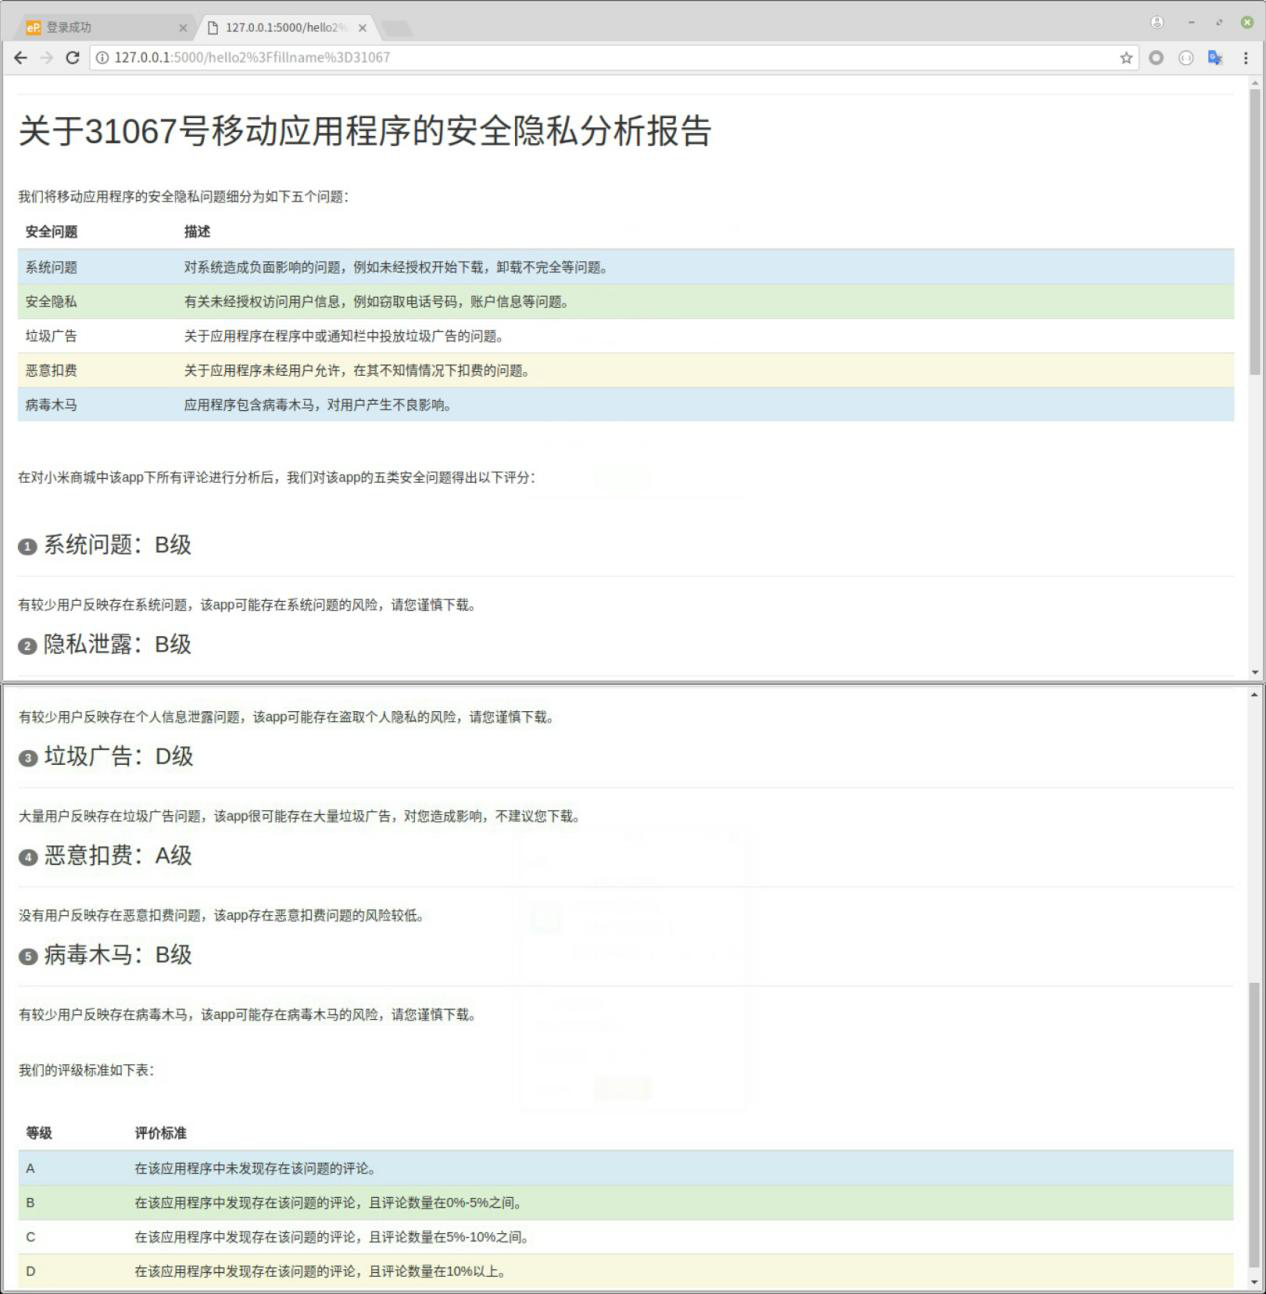 eP 登录成功
127.0.0.1:5000/hello2%
127.0.0.1:5000/hello2%3Ffillname%3D31067
关于31067号移动应用程序的安全隐私分析报告
我们将移动应用程序的安全隐私问题细分为如下五个问题：
安全问题 描述
系统问题 对系统造成负面影响的问题，例如未经授权开始下载，卸载不完全等问题。
安全隐私 有关未经授权访问用户信息，例如窃取电话号码，账户信息等问题。
垃圾广告 关于应用程序在程序中或通知栏中投放垃圾广告的问题。
恶意扣费 关于应用程序未经用户允许，在其不知情情况下扣费的问题。
病毒木马 应用程序包含病毒木马，对用户产生不良影响。
在对小米商城中该app下所有评论进行分析后，我们对该app的五类安全问题得出以下评分：
1 系统问题：B级
有较少用户反映存在系统问题，该app可能存在系统问题的风险，请您谨慎下载。
2 隐私泄露：B级
有较少用户反映存在个人信息泄露问题，该app可能存在盗取个人隐私的风险，请您谨慎下载。
3 垃圾广告：D级
大量用户反映存在垃圾广告问题，该app很可能存在大量垃圾广告，对您造成影响，不建议您下载。
4 恶意扣费：A级
没有用户反映存在恶意扣费问题，该app存在恶意扣费问题的风险较低。
5 病毒木马：B级
有较少用户反映存在病毒木马，该app可能存在病毒木马的风险，请您谨慎下载。
我们的评级标准如下表：
等级 评价标准
A 在该应用程序中未发现存在该问题的评论。
B 在该应用程序中发现存在该问题的评论，且评论数量在0%-5%之间。
C 在该应用程序中发现存在该问题的评论，且评论数量在5%-10%之间。
D 在该应用程序中发现存在该问题的评论，且评论数量在10%以上。